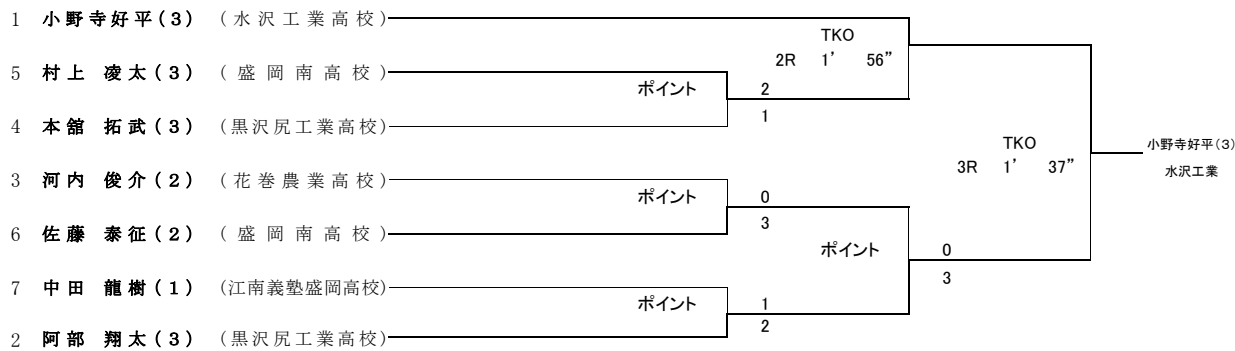 1 小野寺好平(3) (水沢工業高校)
TKO
2R 1’ 56”
5 村上 凌太(3) (盛岡南高校)
ポイント 2
1
4 本舘 拓武(3) (黒沢尻工業高校)
TKO
3R 1’ 37”
小野寺好平(3)
水沢工業
3 河内 俊介(2) (花巻農業高校)
ポイント 0
3
6 佐藤 泰征(2) (盛岡南高校)
ポイント 0
3
7 中田 龍樹(1) (江南義塾盛岡高校)
ポイント 1
2
2 阿部 翔太(3) (黒沢尻工業高校)